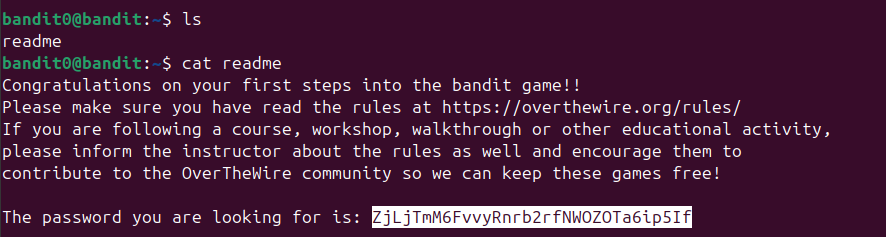 bandit0@bandit:~$ ls
readme
bandit0@bandit:~$ cat readme
Congratulations on your first steps into the bandit game!!
Please make sure you have read the rules at https://overthewire.org/rules/
If you are following a course, workshop, walkthrough or other educational activity,
please inform the instructor about the rules as well and encourage them to
contribute to the OverTheWire community so we can keep these games free!
The password you are looking for is: ZjLjTmM6FvvyRnrb2rfNWOZOTa6ip5If